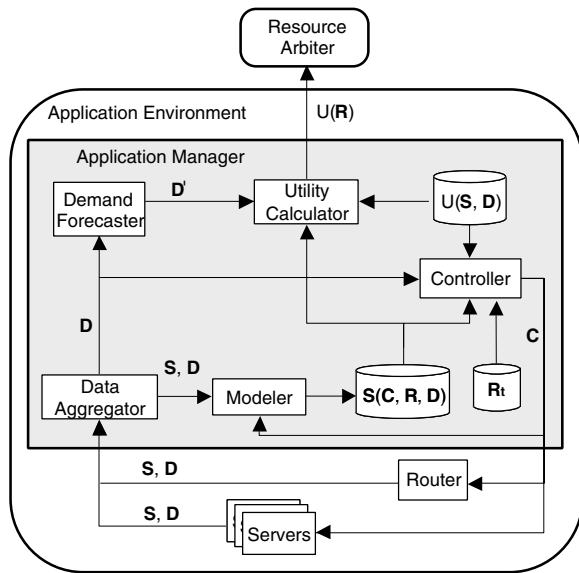 Resource
Arbiter
Application Environment
U(R)
Application Manager
Demand
Forecaster
D'
Utility
Calculator
U(S, D)
Controller
D
C
S, D
Data
Aggregator
Modeler
S(C, R, D)
Rt
S, D
Router
S, D
Servers